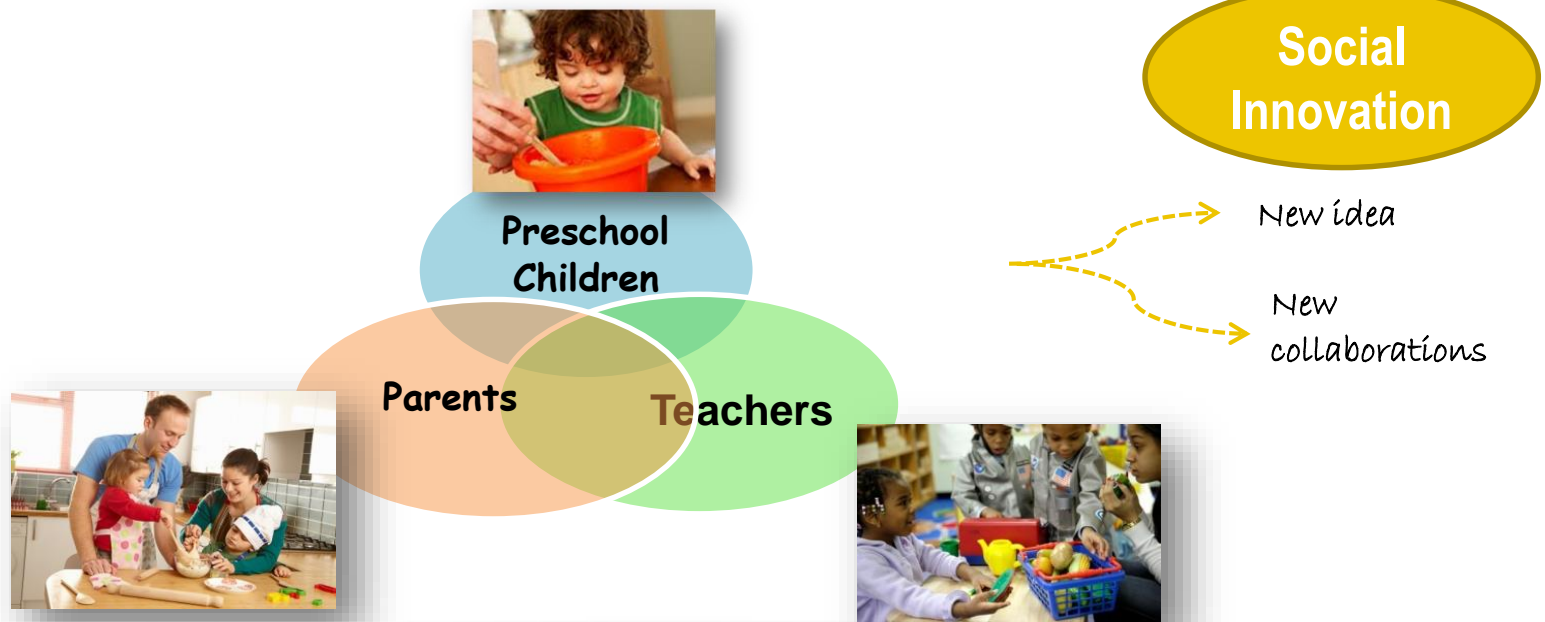 Social
Innovation
New idea
New
collaborations
Preschool
Children
Parents
Teachers